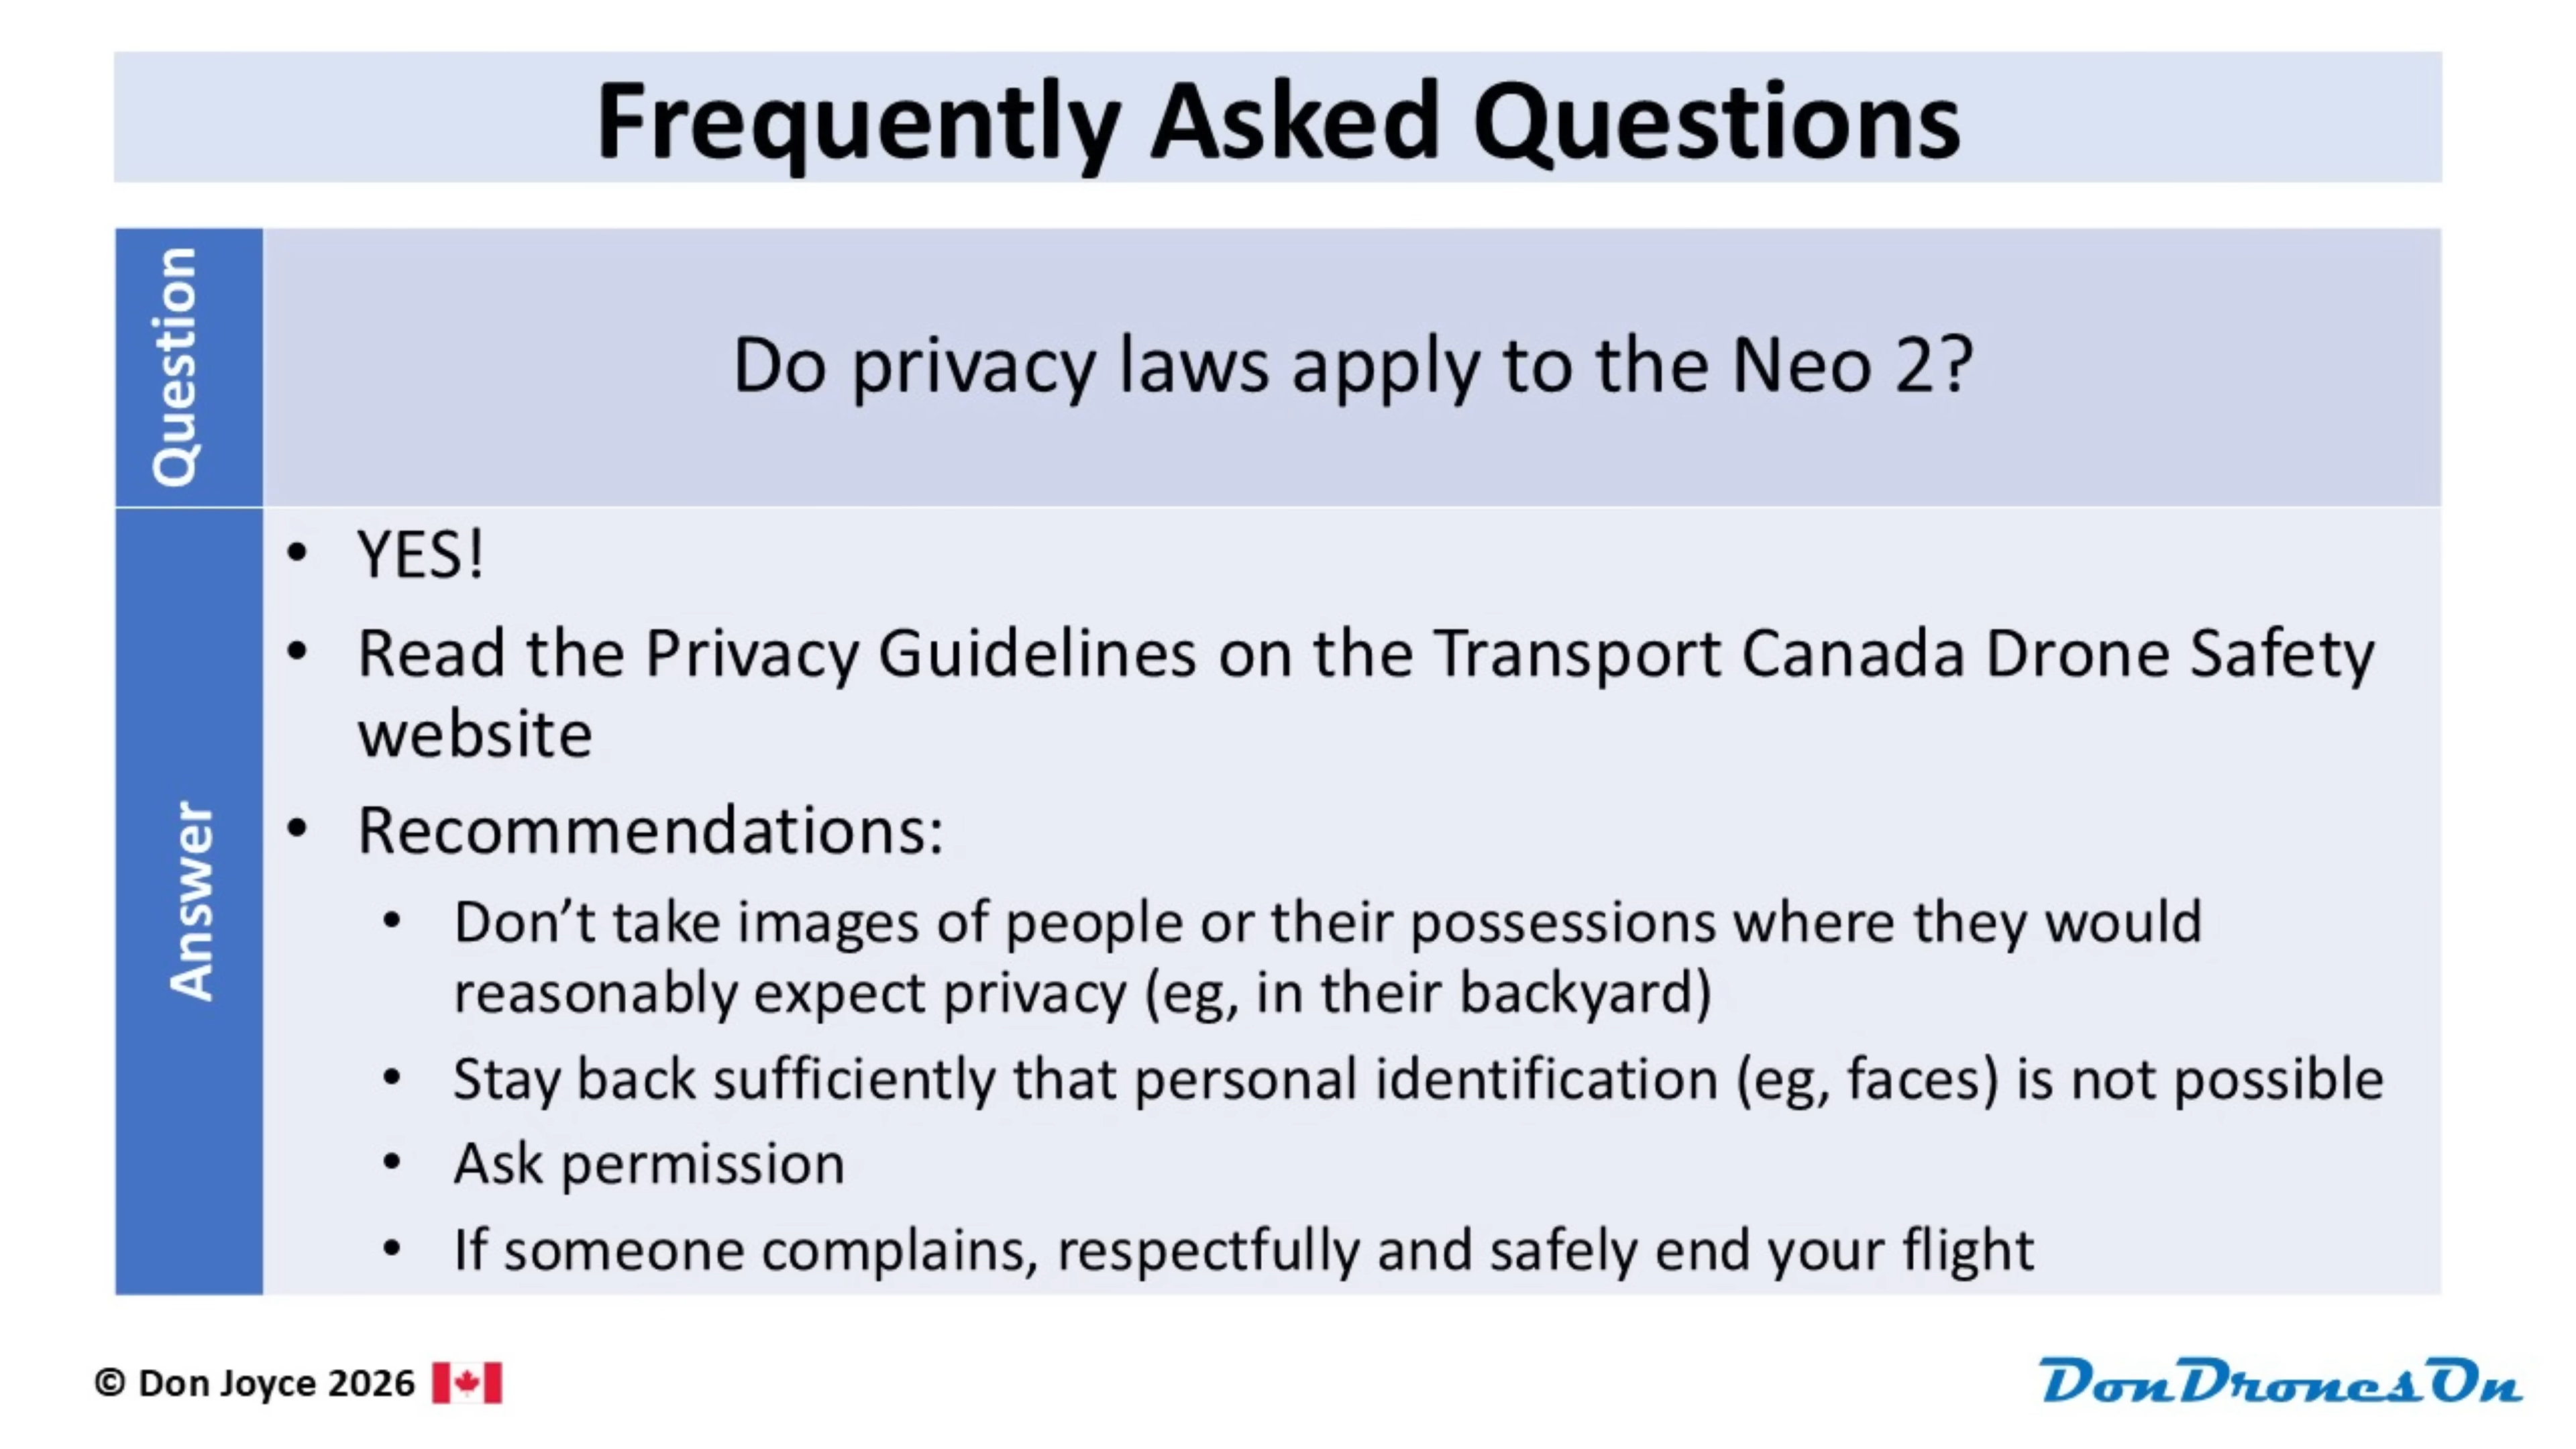 Frequently Asked Questions
Question
Do privacy laws apply to the Neo 2?
Answer
• YES!
• Read the Privacy Guidelines on the Transport Canada Drone Safety
website
• Recommendations:
• Don’t take images of people or their possessions where they would
reasonably expect privacy (eg, in their backyard)
• Stay back sufficiently that personal identification (eg, faces) is not possible
• Ask permission
• If someone complains, respectfully and safely end your flight
© Don Joyce 2026
DonDronesOn